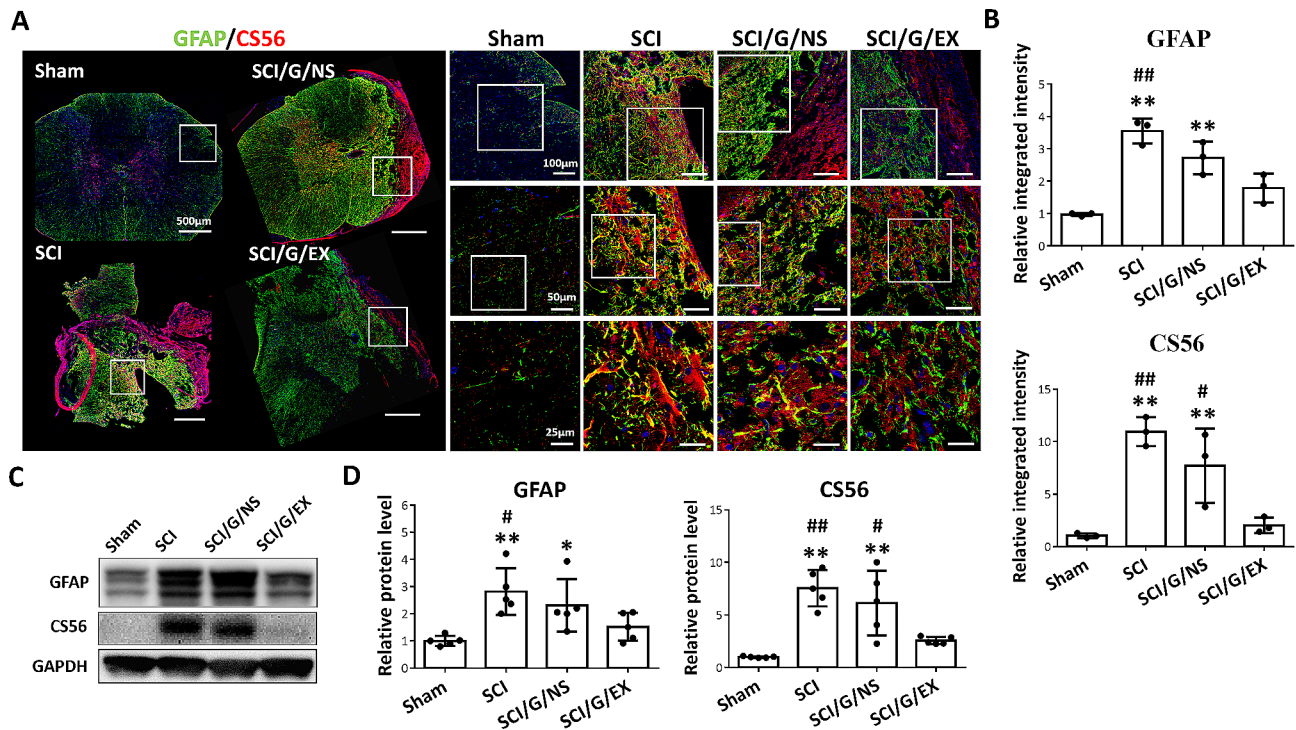 A
GFAP/CS56
Sham
SCI/G/NS
500µm
SCI
SCI/G/EX
Sham
SCI
SCI/G/NS
SCI/G/EX
100µm
50µm
25µm
B
GFAP
Relative integrated intensity
5
4
3
2
1
0
##
**
**
Sham
SCI
SCI/G/NS
SCI/G/EX
CS56
Relative integrated intensity
15
10
5
0
##
**
#
**
Sham
SCI
SCI/G/NS
SCI/G/EX
C
Sham
SCI
SCI/G/NS
SCI/G/EX
GFAP
CS56
GAPDH
D
GFAP
Relative protein level
6
5
4
3
2
1
0
#
**
*
Sham
SCI
SCI/G/NS
SCI/G/EX
CS56
Relative protein level
15
10
5
0
##
**
#
**
Sham
SCI
SCI/G/NS
SCI/G/EX